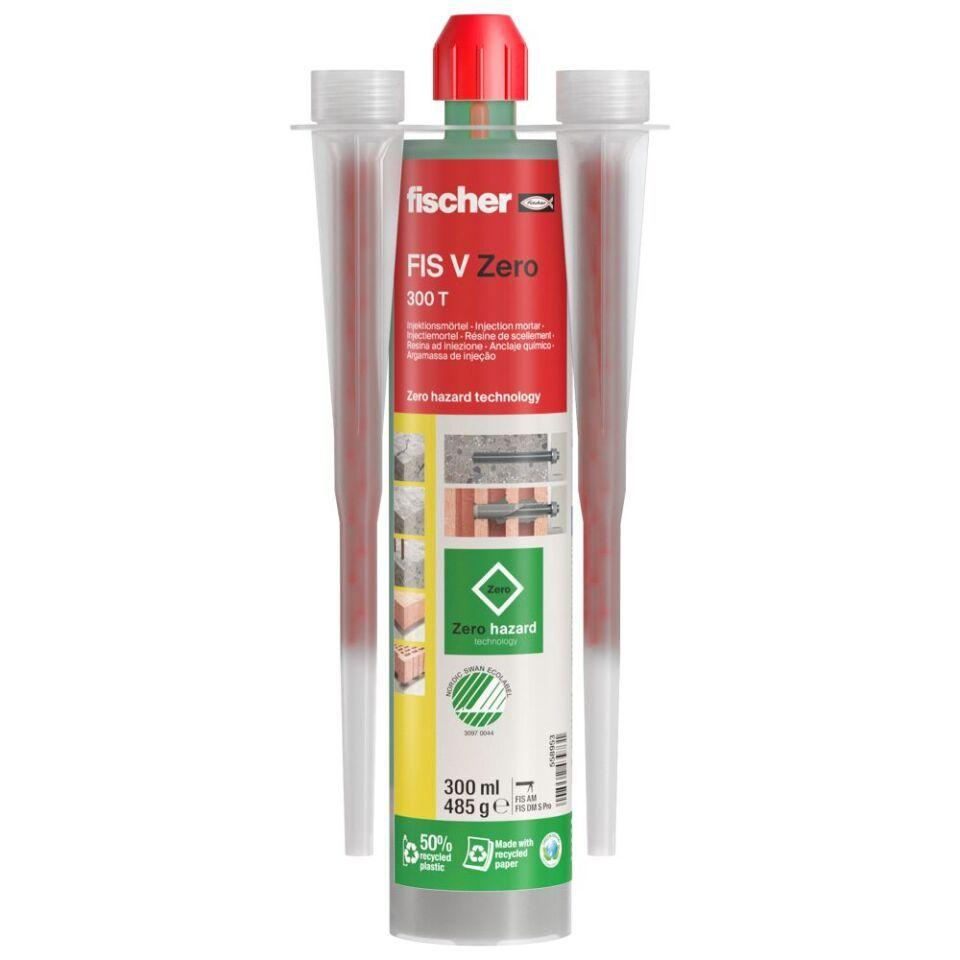 fischer
FIS V Zero
300 T
Injektionsmörtel - Injection mortar -
Injectiemortel - Résine de scellement -
Resina ad iniezione - Anclaje químico -
Argamassa de injeção
Zero hazard technology
Zero
Zero hazard
technology
NORDIC SWAN ECOLABEL
3097 0044
558953
300 ml
485 g ℮
FIS AM
FIS DM S Pro
50%
recycled
plastic
Made with
recycled
paper